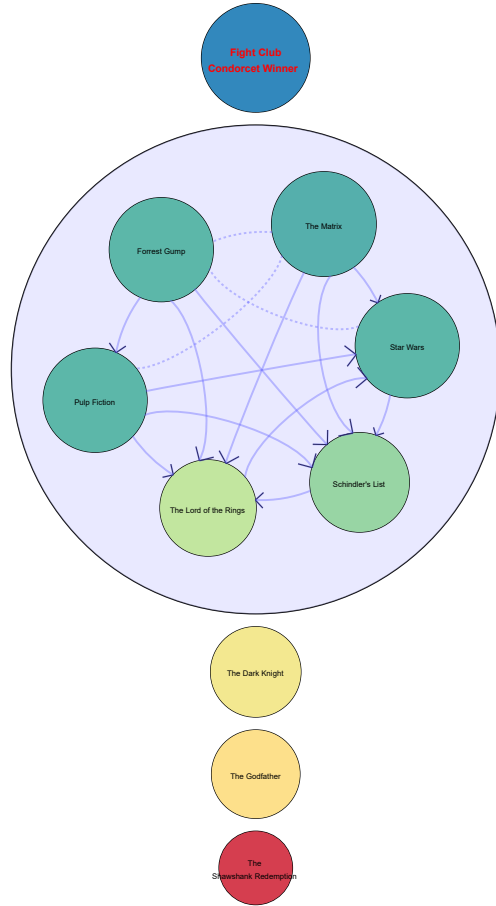 Fight Club
Condorcet Winner
The Matrix
Forrest Gump
Star Wars
Pulp Fiction
Schindler's List
The Lord of the Rings
The Dark Knight
The Godfather
The
Shawshank Redemption